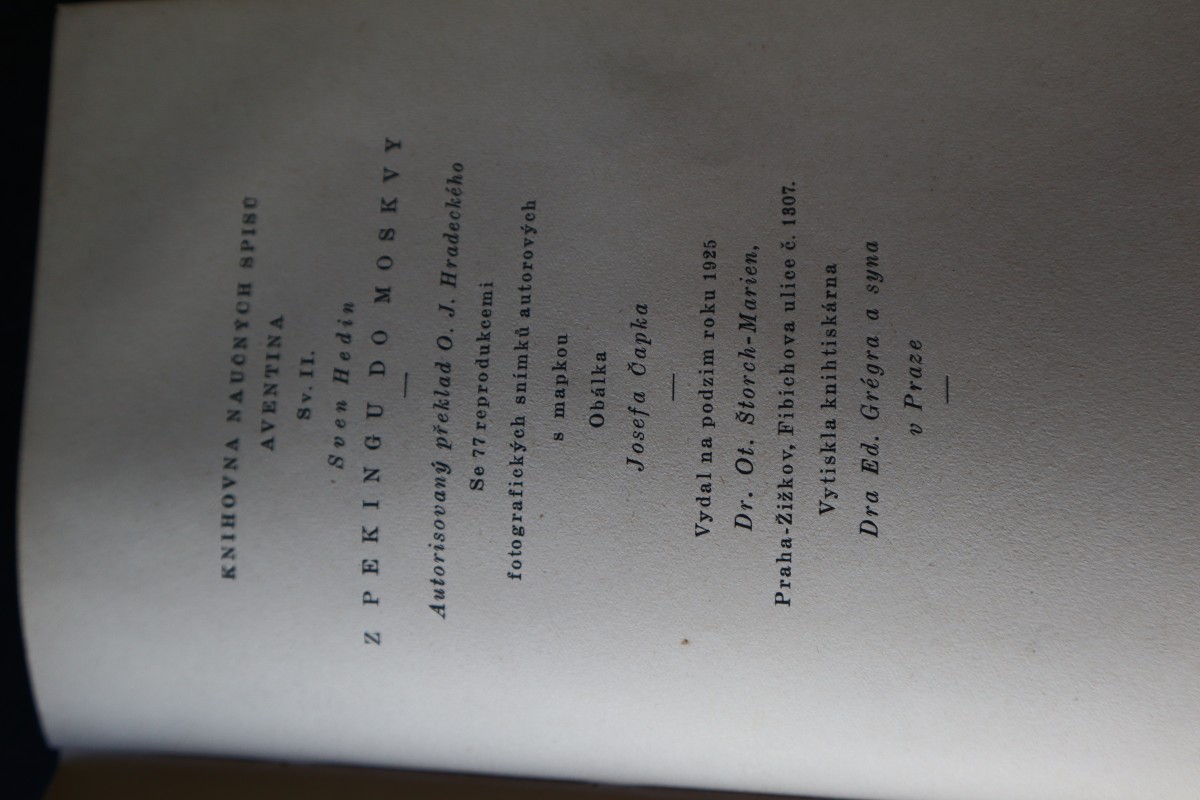 KNIHOVNA NAUČNÝCH SPISŮ
AVENTINA
Sv. II.
Sven Hedin
Z PEKINGU DO MOSKVY
Autorisovaný překlad O. J. Hradeckého
Se 77 reprodukcemi
fotografických snímků autorových
s mapkou
Obálka
Josefa Čapka
Vydal na podzim roku 1925
Dr. Ot. Štorch-Marien,
Praha-Žižkov, Fibichova ulice č. 1807.
Vytiskla knihtiskárna
Dra Ed. Grégra a syna
v Praze